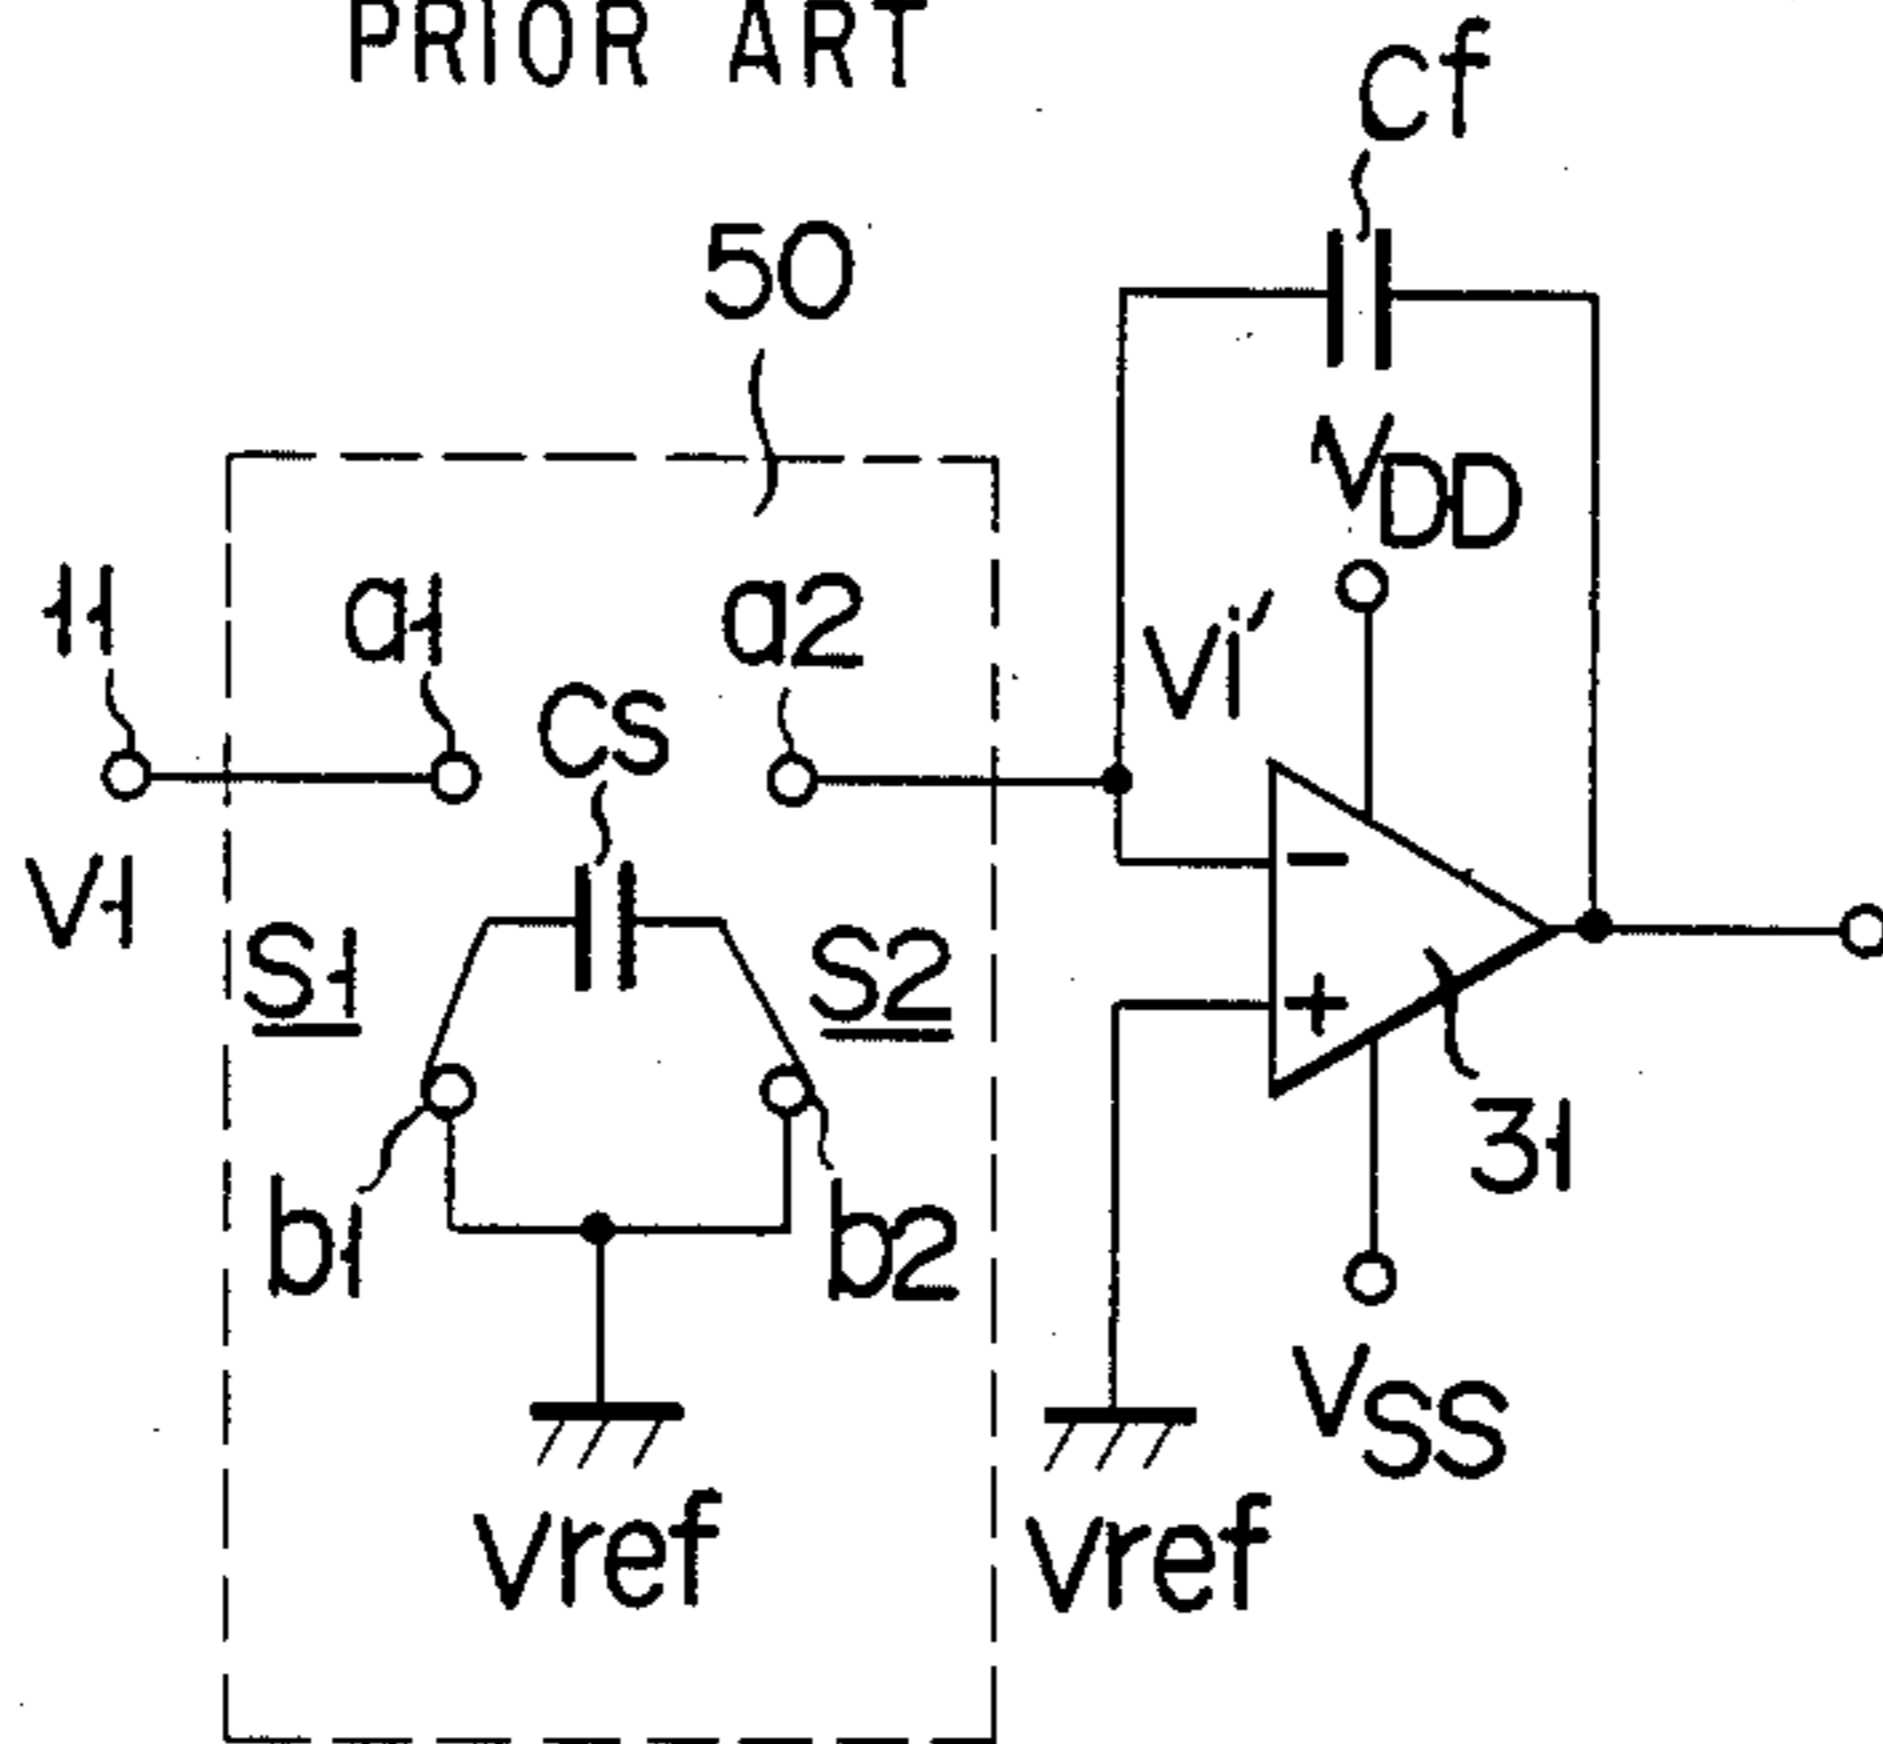 PRIOR ART
Cf
50
VDD
11
a1
a2
Vi'
Cs
V1
S1
S2
-
+
31
b1
b2
VSS
Vref
Vref